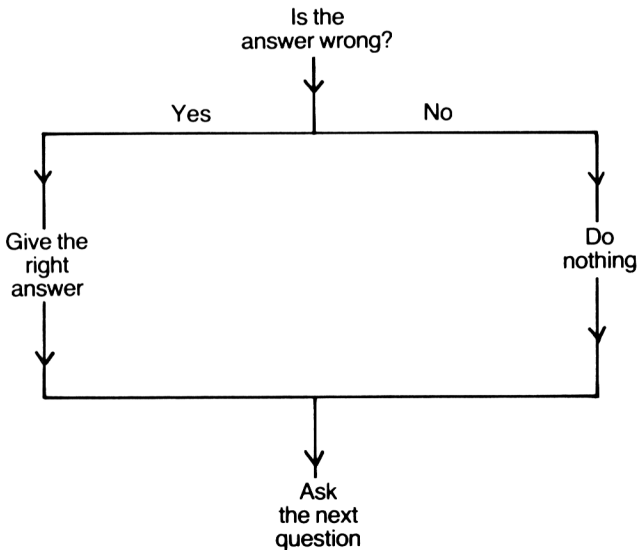 Is the
answer wrong?
Yes
No
Give the
right
answer
Do
nothing
Ask
the next
question